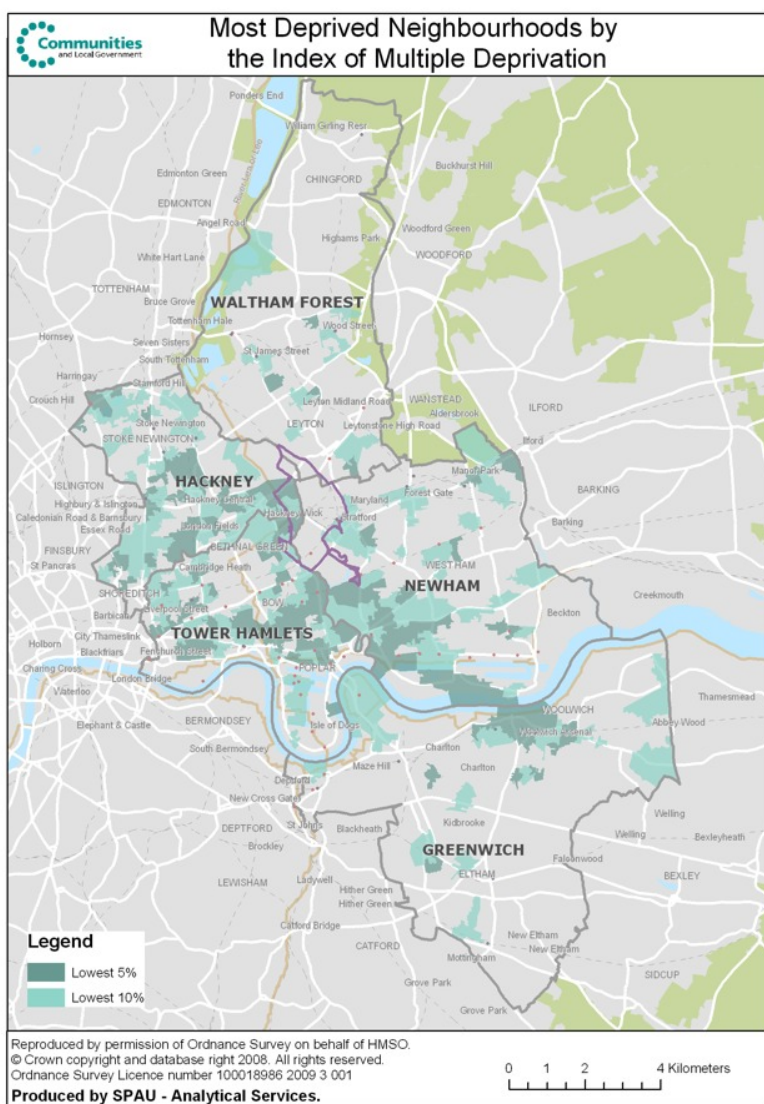 Communities
and Local Government
Most Deprived Neighbourhoods by
the Index of Multiple Deprivation
Ponders End
William Girling Resr
River Lea or Lee
Buckhurst Hill
CHINGFORD
Edmonton Green
EDMONTON
Angel Road
Highams Park
Woodford Green
WOODFORD
White Hart Lane
TOTTENHAM
Bruce Grove
WALTHAM FOREST
Tottenham Hale
Wood Street
Hornsey
Seven Sisters
St James Street
South Tottenham
Harringay
Stamford Hill
Crouch Hill
Leyton Midland Road
WANSTEAD
Aldersbrook
ILFORD
Stoke Newington
LEYTON
Leytonstone High Road
STOKE NEWINGTON
Ilford
Manor Park
HACKNEY
ISLINGTON
Hackney Central
Forest Gate
BARKING
Highbury & Islington
Maryland
Caledonian Road & Barnsbury
Hackney Wick
Stratford
Essex Road
London Fields
Barking
FINSBURY
BETHNAL GREEN
St Pancras
Cambridge Heath
WEST HAM
NEWHAM
SHOREDITCH
BOW
Beckton
Creekmouth
Barbican
Liverpool Street
City Thameslink
TOWER HAMLETS
Holborn
Blackfriars
Fenchurch Street
Charing Cross
POPLAR
London Bridge
Waterloo
Thamesmead
BERMONDSEY
WOOLWICH
Elephant & Castle
Isle of Dogs
Abbey Wood
South Bermondsey
Woolwich Arsenal
Charlton
Maze Hill
Charlton
Deptford
New Cross Gate
Welling
DEPTFORD
St Johns
Blackheath
Kidbrooke
Welling
Bexleyheath
Brockley
GREENWICH
Falconwood
LEWISHAM
Ladywell
ELTHAM
BEXLEY
Hither Green
Hither Green
Catford Bridge
New Eltham
CATFORD
New Eltham
Mottingham
SIDCUP
Grove Park
Grove Park
Legend
Lowest 5%
Lowest 10%
Reproduced by permission of Ordnance Survey on behalf of HMSO.
© Crown copyright and database right 2008. All rights reserved.
Ordnance Survey Licence number 100018986 2009 3 001
Produced by SPAU - Analytical Services.
0 1 2 4 Kilometers